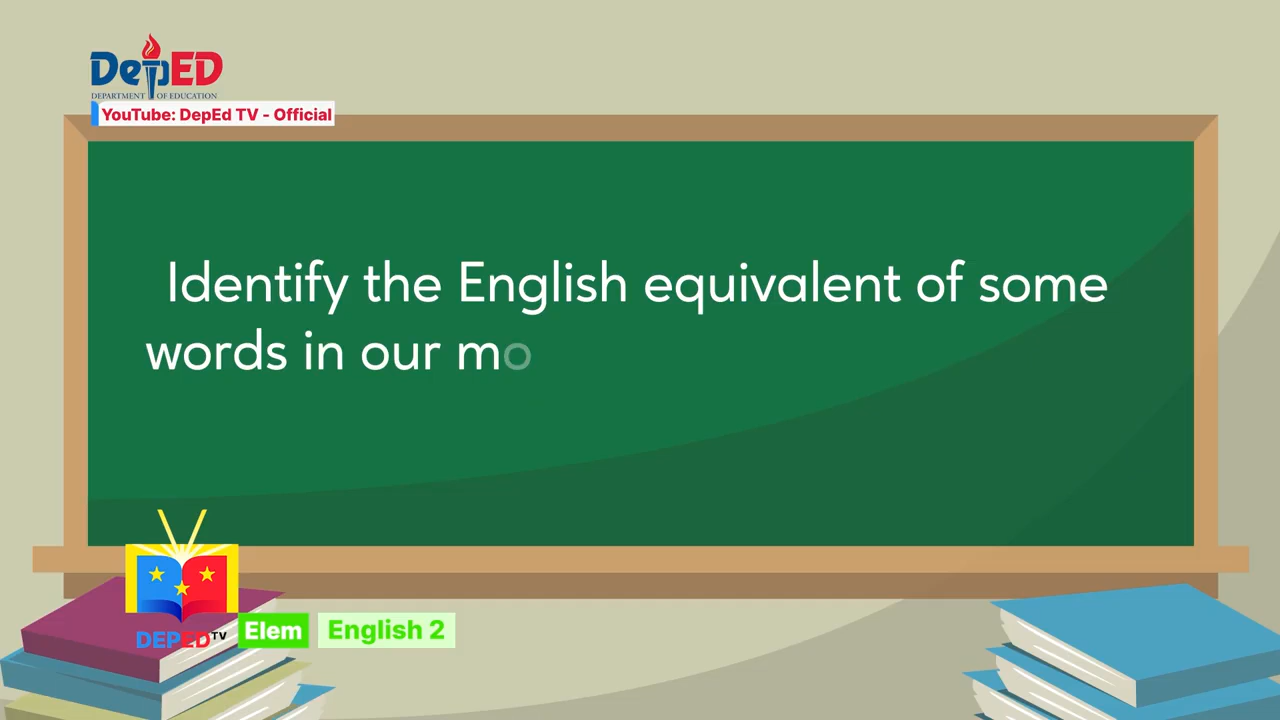 DepED
DEPARTMENT OF EDUCATION
YouTube: DepEd TV - Official
Identify the English equivalent of some
words in our mo
DEPED TV
Elem
English 2